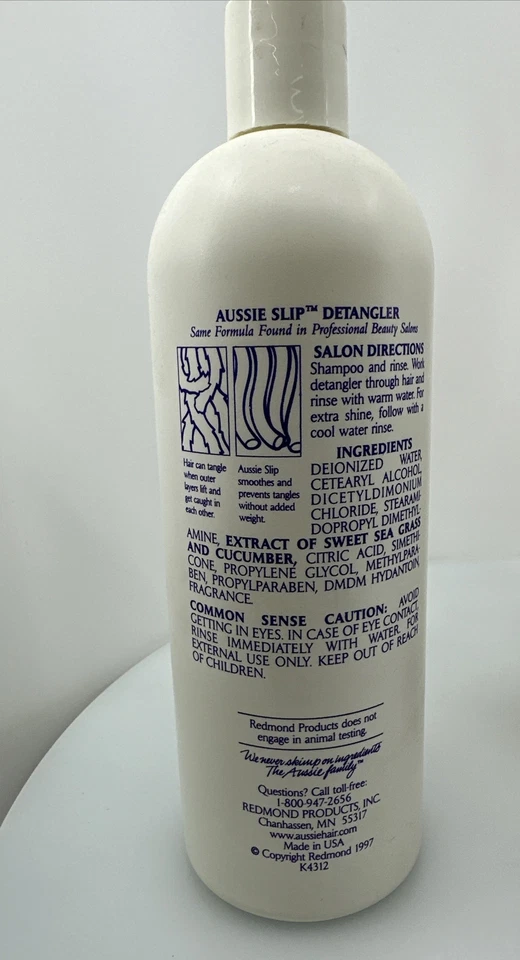 AUSSIE SLIP™ DETANGLER
Same Formula Found in Professional Beauty Salons
SALON DIRECTIONS
Shampoo and rinse. Work
detangler through hair and
rinse with warm water. For
extra shine, follow with a
cool water rinse.
Hair can tangle
when outer
layers lift and
get caught in
each other.
Aussie Slip
smoothes and
prevents tangles
without added
weight.
INGREDIENTS
DEIONIZED WATER
CETEARYL ALCOHOL,
DICETYLDIMONIUM
CHLORIDE, STEARAMI-
DOPROPYL DIMETHYL-
AMINE, EXTRACT OF SWEET SEA GRASS
AND CUCUMBER, CITRIC ACID, SIMETHI-
CONE, PROPYLENE GLYCOL, METHYLPARA-
BEN, PROPYLPARABEN, DMDM HYDANTOIN
FRAGRANCE.
COMMON SENSE CAUTION: AVOID
GETTING IN EYES. IN CASE OF EYE CONTACT,
RINSE IMMEDIATELY WITH WATER. FOR
EXTERNAL USE ONLY. KEEP OUT OF REACH
OF CHILDREN.
Redmond Products does not
engage in animal testing.
We never skimp on ingredients
The Aussie family™
Questions? Call toll-free:
1-800-947-2656
REDMOND PRODUCTS, INC.
Chanhassen, MN 55317
www.aussiehair.com
Made in USA
© Copyright Redmond 1997
K4312